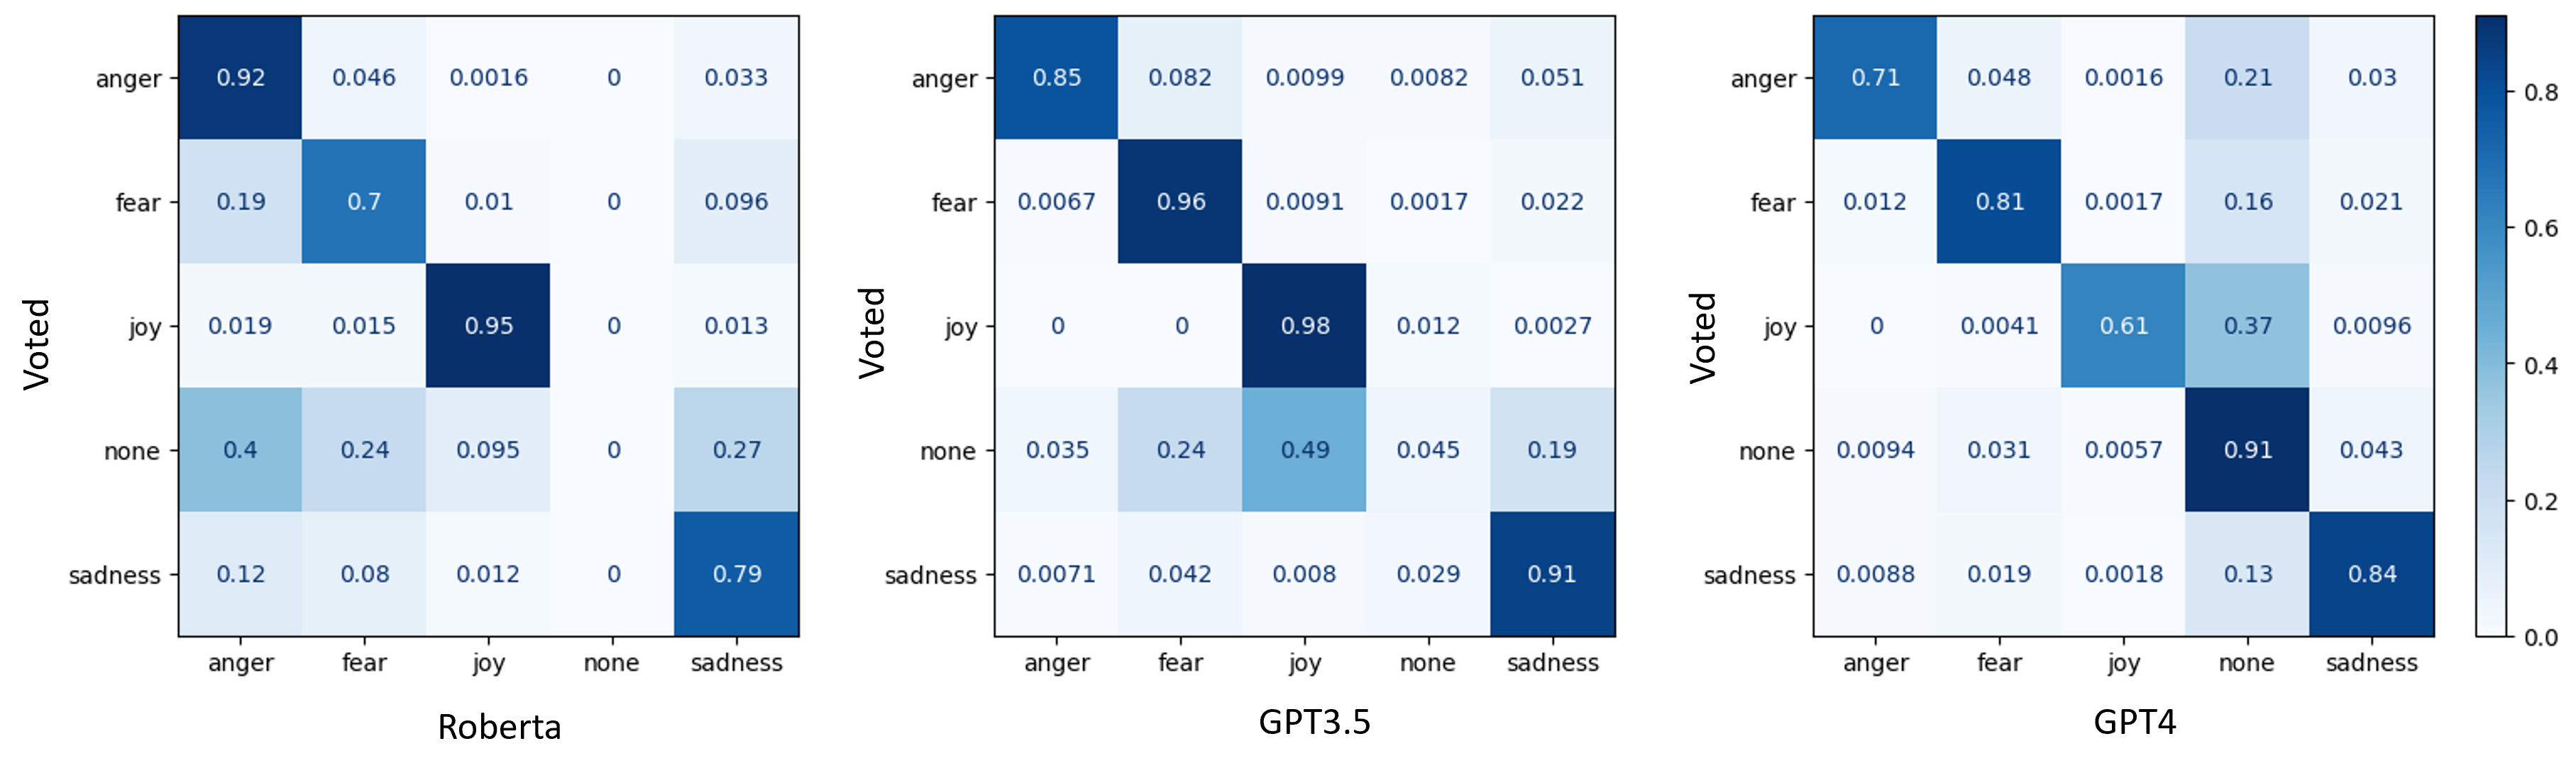 Voted
anger 0.92 0.046 0.0016 0 0.033
fear 0.19 0.7 0.01 0 0.096
joy 0.019 0.015 0.95 0 0.013
none 0.4 0.24 0.095 0 0.27
sadness 0.12 0.08 0.012 0 0.79
anger fear joy none sadness
Roberta
Voted
anger 0.85 0.082 0.0099 0.0082 0.051
fear 0.0067 0.96 0.0091 0.0017 0.022
joy 0 0 0.98 0.012 0.0027
none 0.035 0.24 0.49 0.045 0.19
sadness 0.0071 0.042 0.008 0.029 0.91
anger fear joy none sadness
GPT3.5
Voted
anger 0.71 0.048 0.0016 0.21 0.03
fear 0.012 0.81 0.0017 0.16 0.021
joy 0 0.0041 0.61 0.37 0.0096
none 0.0094 0.031 0.0057 0.91 0.043
sadness 0.0088 0.019 0.0018 0.13 0.84
anger fear joy none sadness
GPT4
0.8
0.6
0.4
0.2
0.0